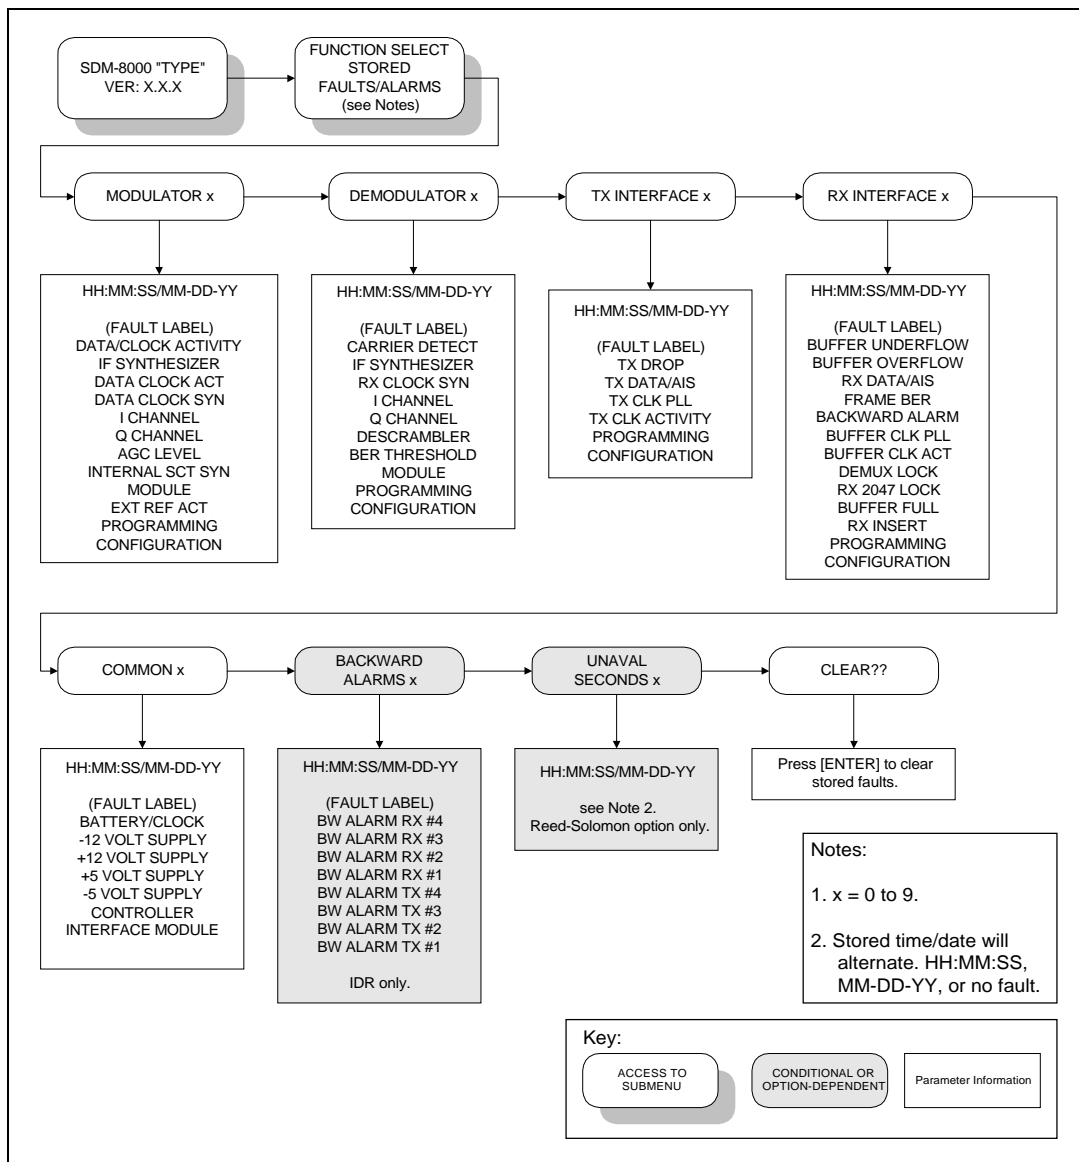 SDM-8000 "TYPE"
VER: X.X.X
FUNCTION SELECT
STORED
FAULTS/ALARMS
(see Notes)
MODULATOR x
DEMODULATOR x
TX INTERFACE x
RX INTERFACE x
HH:MM:SS/MM-DD-YY
(FAULT LABEL)
DATA/CLOCK ACTIVITY
IF SYNTHESIZER
DATA CLOCK ACT
DATA CLOCK SYN
I CHANNEL
Q CHANNEL
AGC LEVEL
INTERNAL SCT SYN
MODULE
EXT REF ACT
PROGRAMMING
CONFIGURATION
HH:MM:SS/MM-DD-YY
(FAULT LABEL)
CARRIER DETECT
IF SYNTHESIZER
RX CLOCK SYN
I CHANNEL
Q CHANNEL
DESCRAMBLER
BER THRESHOLD
MODULE
PROGRAMMING
CONFIGURATION
HH:MM:SS/MM-DD-YY
(FAULT LABEL)
TX DROP
TX DATA/AIS
TX CLK PLL
TX CLK ACTIVITY
PROGRAMMING
CONFIGURATION
HH:MM:SS/MM-DD-YY
(FAULT LABEL)
BUFFER UNDERFLOW
BUFFER OVERFLOW
RX DATA/AIS
FRAME BER
BACKWARD ALARM
BUFFER CLK PLL
BUFFER CLK ACT
DEMUX LOCK
RX 2047 LOCK
BUFFER FULL
RX INSERT
PROGRAMMING
CONFIGURATION
COMMON x
BACKWARD
ALARMS x
UNAVAL
SECONDS x
CLEAR??
HH:MM:SS/MM-DD-YY
(FAULT LABEL)
BATTERY/CLOCK
-12 VOLT SUPPLY
+12 VOLT SUPPLY
+5 VOLT SUPPLY
-5 VOLT SUPPLY
CONTROLLER
INTERFACE MODULE
HH:MM:SS/MM-DD-YY
(FAULT LABEL)
BW ALARM RX #4
BW ALARM RX #3
BW ALARM RX #2
BW ALARM RX #1
BW ALARM TX #4
BW ALARM TX #3
BW ALARM TX #2
BW ALARM TX #1
IDR only.
HH:MM:SS/MM-DD-YY
see Note 2.
Reed-Solomon option only.
Press [ENTER] to clear
stored faults.
Notes:
1. x = 0 to 9.
2. Stored time/date will
alternate. HH:MM:SS,
MM-DD-YY, or no fault.
Key:
ACCESS TO
SUBMENU
CONDITIONAL OR
OPTION-DEPENDENT
Parameter Information